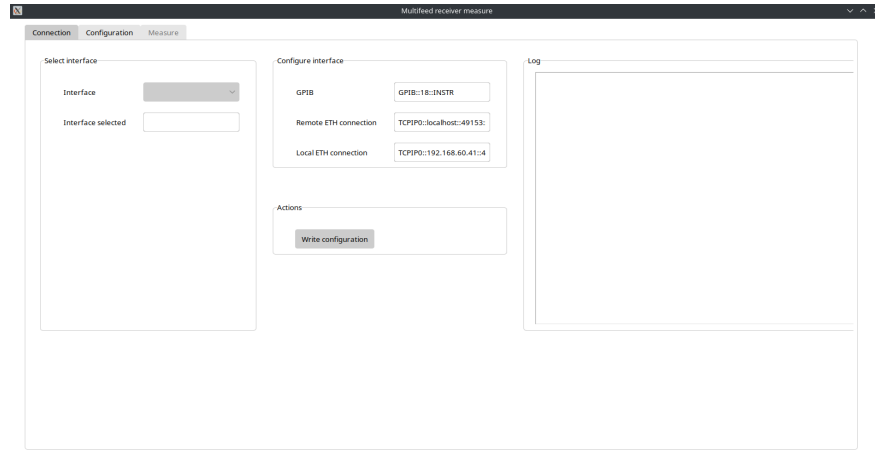 Multifeed receiver measure
Connection Configuration Measure
Select interface
Interface
Interface selected
Configure interface
GPIB GPIB::18::INSTR
Remote ETH connection TCPIP0::localhost::49153:
Local ETH connection TCPIP0::192.168.60.41::4
Actions
Write configuration
Log